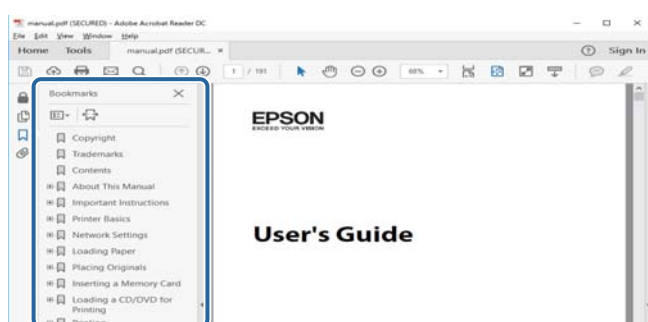 manual.pdf (SECURED) - Adobe Acrobat Reader DC
File Edit View Window Help
Home Tools manual.pdf (SECUR... ×
Sign In
1 / 191
68%
Bookmarks
Copyright
Trademarks
Contents
About This Manual
Important Instructions
Printer Basics
Network Settings
Loading Paper
Placing Originals
Inserting a Memory Card
Loading a CD/DVD for
Printing
Printing
EPSON
EXCEED YOUR VISION
User's Guide